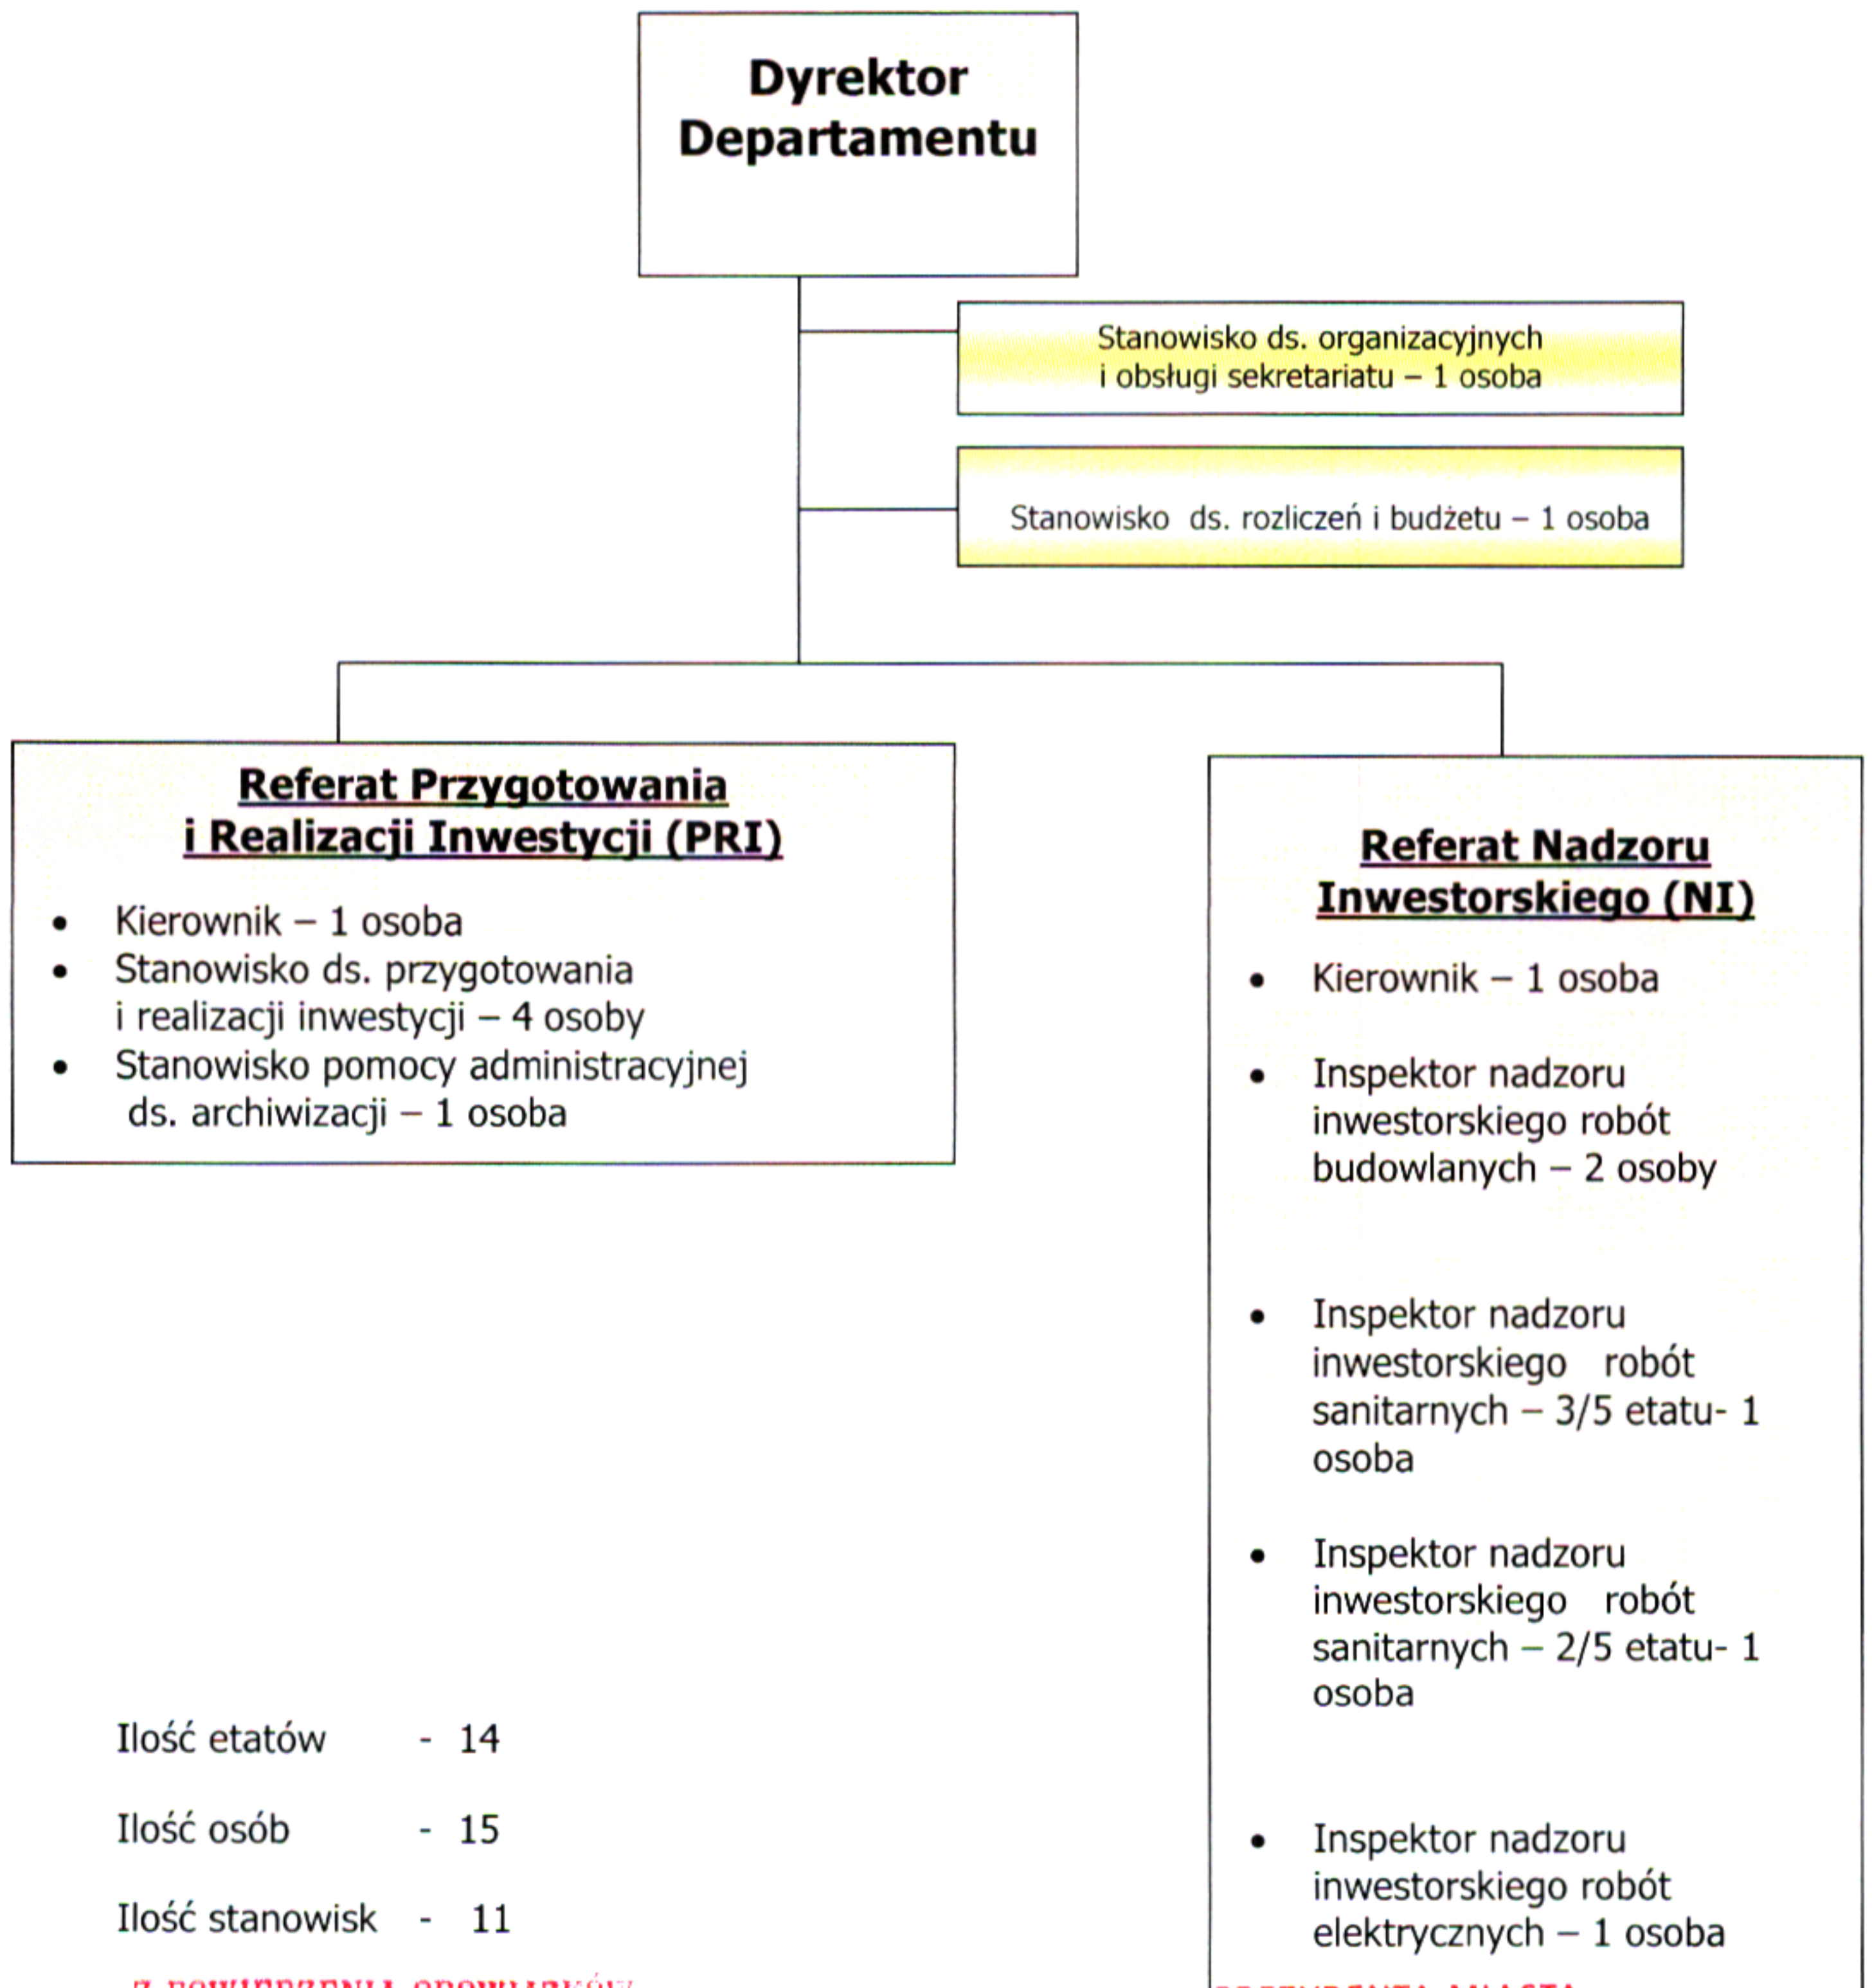 Dyrektor
Departamentu
Stanowisko ds. organizacyjnych
i obsługi sekretariatu – 1 osoba
Stanowisko ds. rozliczeń i budżetu – 1 osoba
Referat Przygotowania
i Realizacji Inwestycji (PRI)
• Kierownik – 1 osoba
• Stanowisko ds. przygotowania
i realizacji inwestycji – 4 osoby
• Stanowisko pomocy administracyjnej
ds. archiwizacji – 1 osoba
Referat Nadzoru
Inwestorskiego (NI)
• Kierownik – 1 osoba
• Inspektor nadzoru
inwestorskiego robót
budowlanych – 2 osoby
• Inspektor nadzoru
inwestorskiego robót
sanitarnych – 3/5 etatu- 1
osoba
• Inspektor nadzoru
inwestorskiego robót
sanitarnych – 2/5 etatu- 1
osoba
• Inspektor nadzoru
inwestorskiego robót
elektrycznych – 1 osoba
Ilość etatów - 14
Ilość osób - 15
Ilość stanowisk - 11